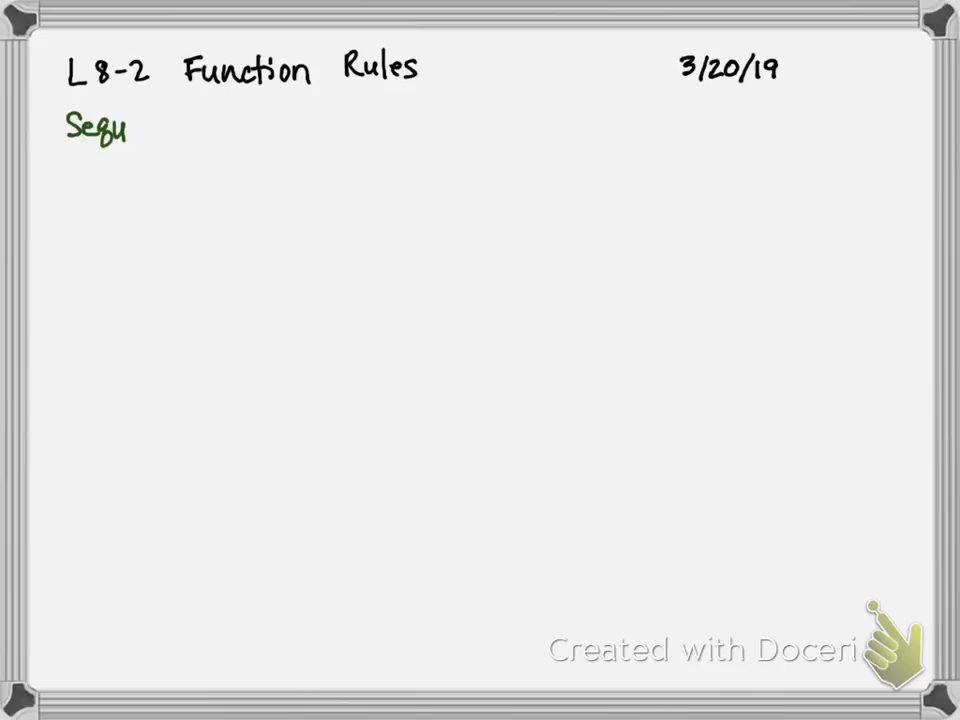 L 8-2 Function Rules 3/20/19
Sequ
Created with Doceri